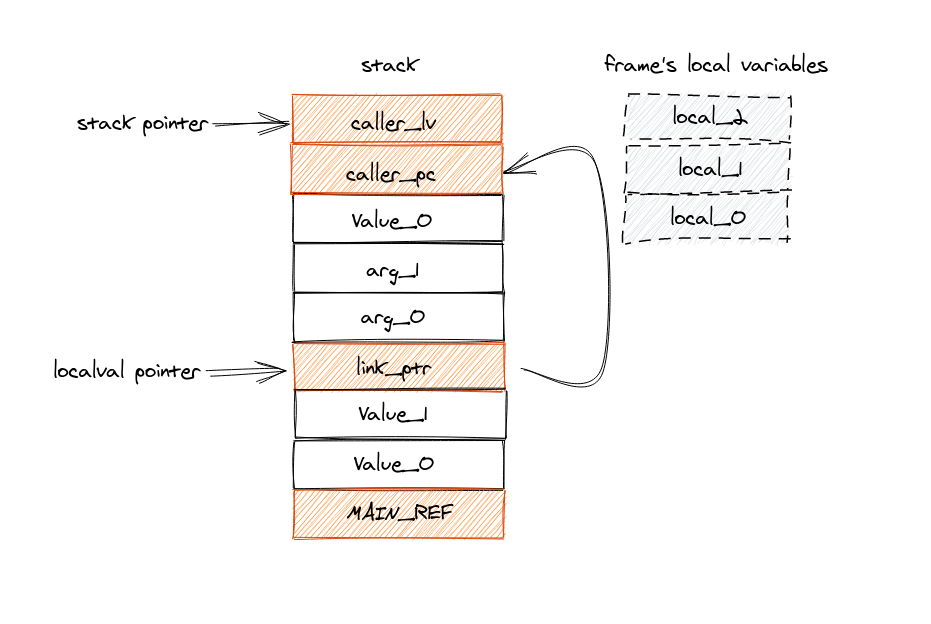 stack
frame's local variables
stack pointer
caller_lv
caller_pc
Value_0
arg_1
arg_0
localval pointer
link_ptr
Value_1
Value_0
MAIN_REF
local_2
local_1
local_0